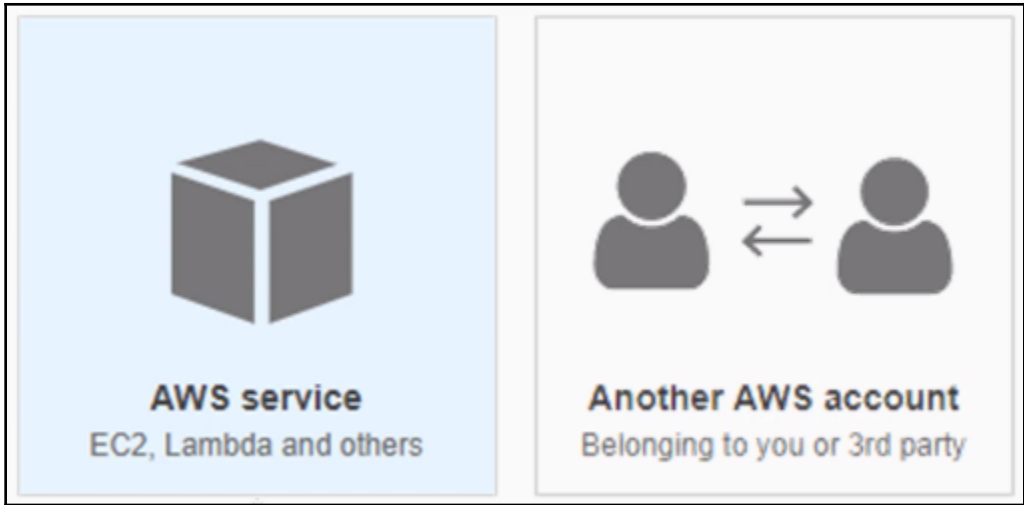 AWS service
EC2, Lambda and others
Another AWS account
Belonging to you or 3rd party